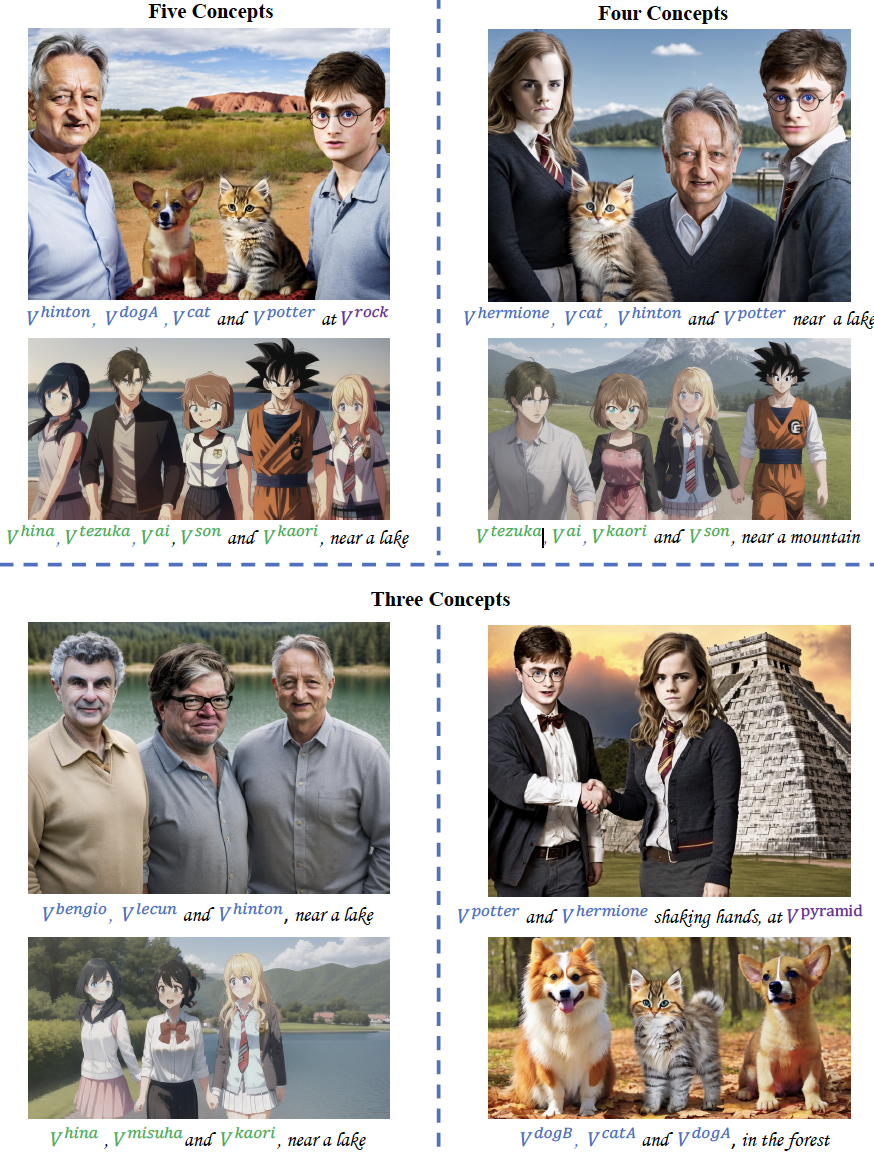 Five Concepts
Four Concepts
V^hinton, V^dogA, V^cat and V^potter at V^rock
V^hermione, V^cat, V^hinton and V^potter near a lake
V^hina, V^tezuka, V^ai, V^son and V^kaori, near a lake
V^tezuka, V^ai, V^kaori and V^son, near a mountain
Three Concepts
V^bengio, V^lecun and V^hinton, near a lake
V^potter and V^hermione shaking hands, at V^pyramid
V^hina, V^misuha and V^kaori, near a lake
V^dogB, V^catA and V^dogA, in the forest